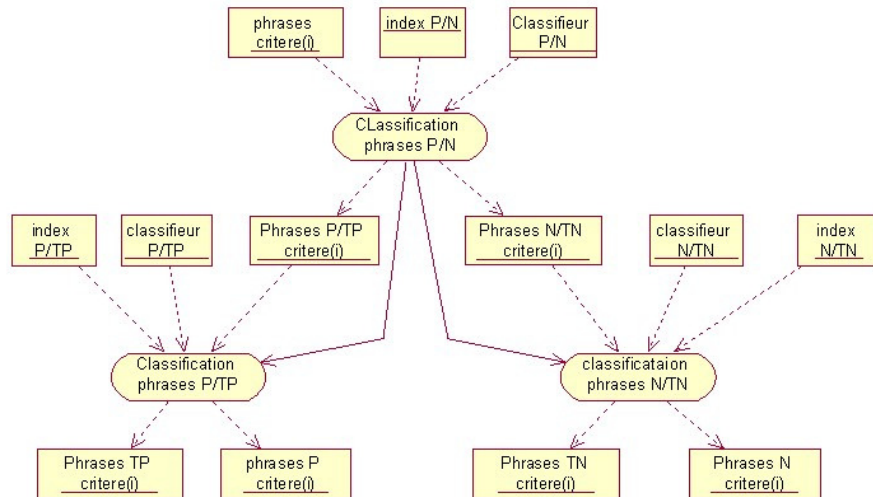 phrases
critere(i)
index P/N
Classifieur
P/N
CLassification
phrases P/N
index
P/TP
classifieur
P/TP
Phrases P/TP
critere(i)
Phrases N/TN
critere(i)
classifieur
N/TN
index
N/TN
Classification
phrases P/TP
classificataion
phrases N/TN
Phrases TP
critere(i)
phrases P
critere(i)
Phrases TN
critere(i)
Phrases N
critere(i)